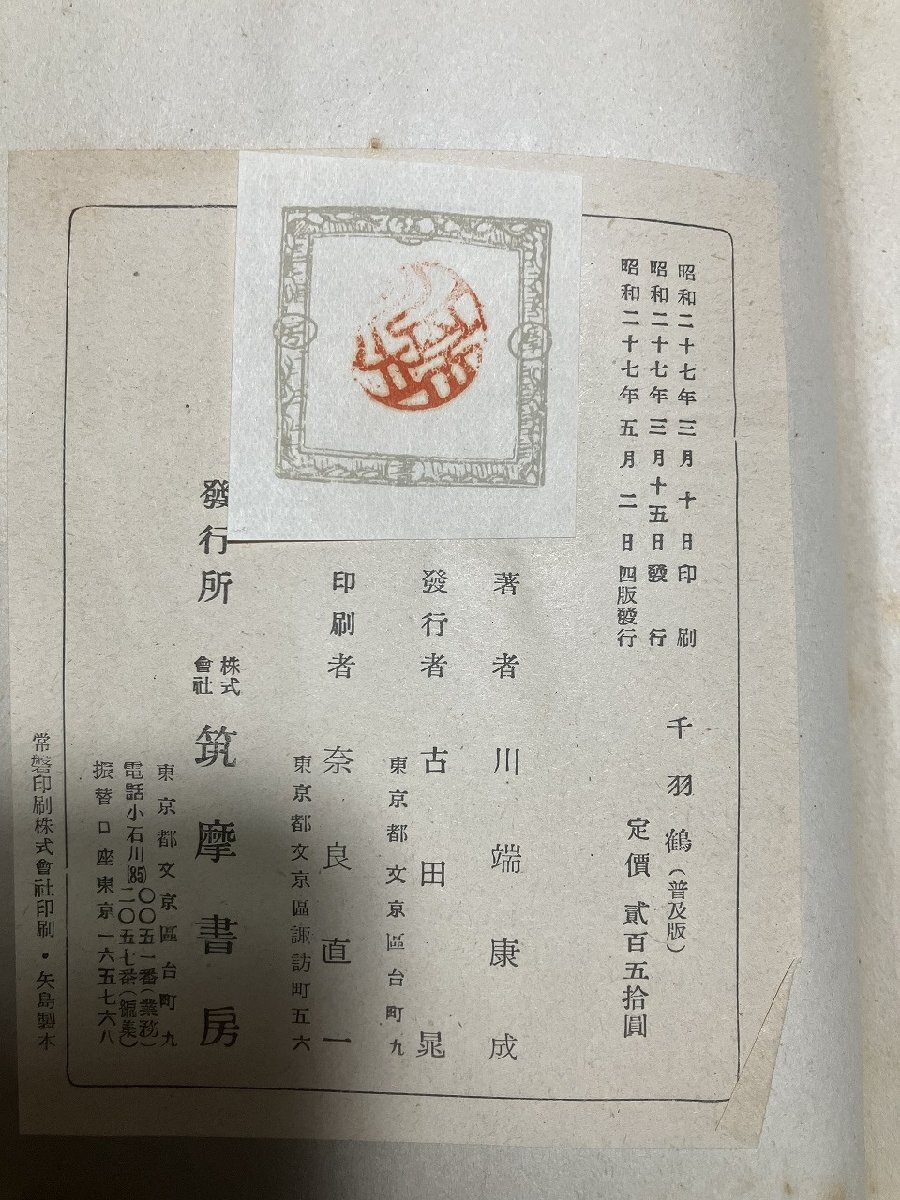 昭和二十七年三月十日印刷
昭和二十七年三月十五日發行
昭和二十七年五月二日四版發行
千羽鶴(普及版)
定價貳百五拾圓
著者 川端康成
發行者 古田晁
東京都文京區台町九
印刷者 奈良直一
東京都文京區諏訪町五六
發行所 株式會社 筑摩書房
東京都文京區台町九
電話小石川(85)〇〇五一番(業務)
二〇五七番(編集)
振替口座東京一六五七六八
常磐印刷株式會社印刷・矢島製本